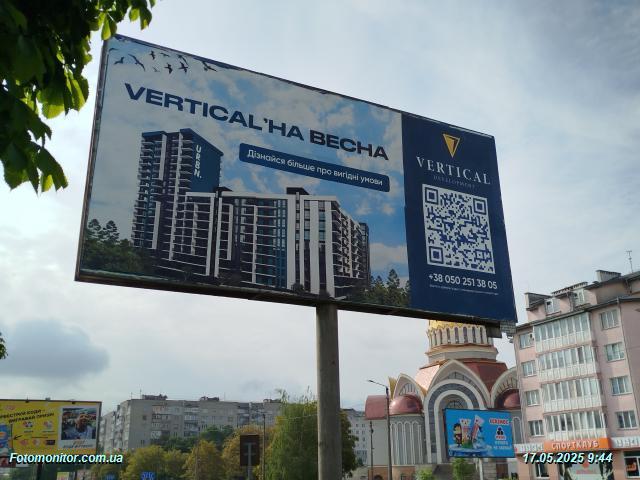 VERTICAL'НА ВЕСНА
Дізнайся більше про вигідні умови
URBN.
VERTICAL
DEVELOPMENT
+38 050 251 38 05
СПОРТКЛУБ
Fotomonitor.com.ua
17.05.2025 9:44